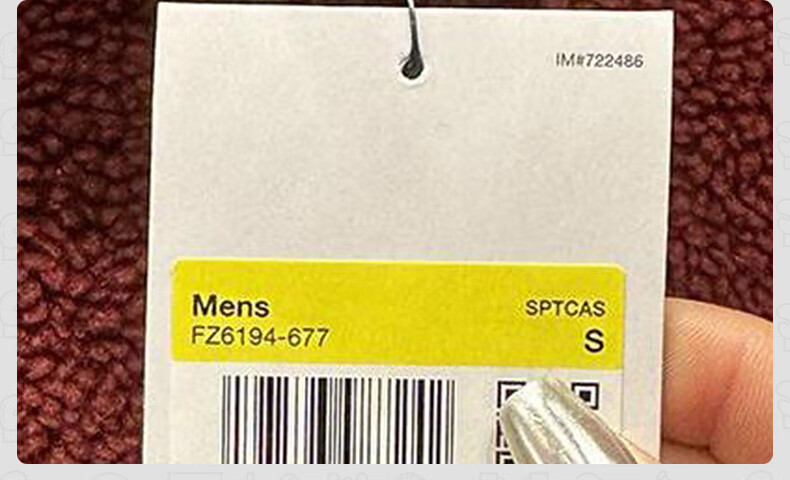 IM#722486
Mens
SPTCAS
FZ6194-677
S